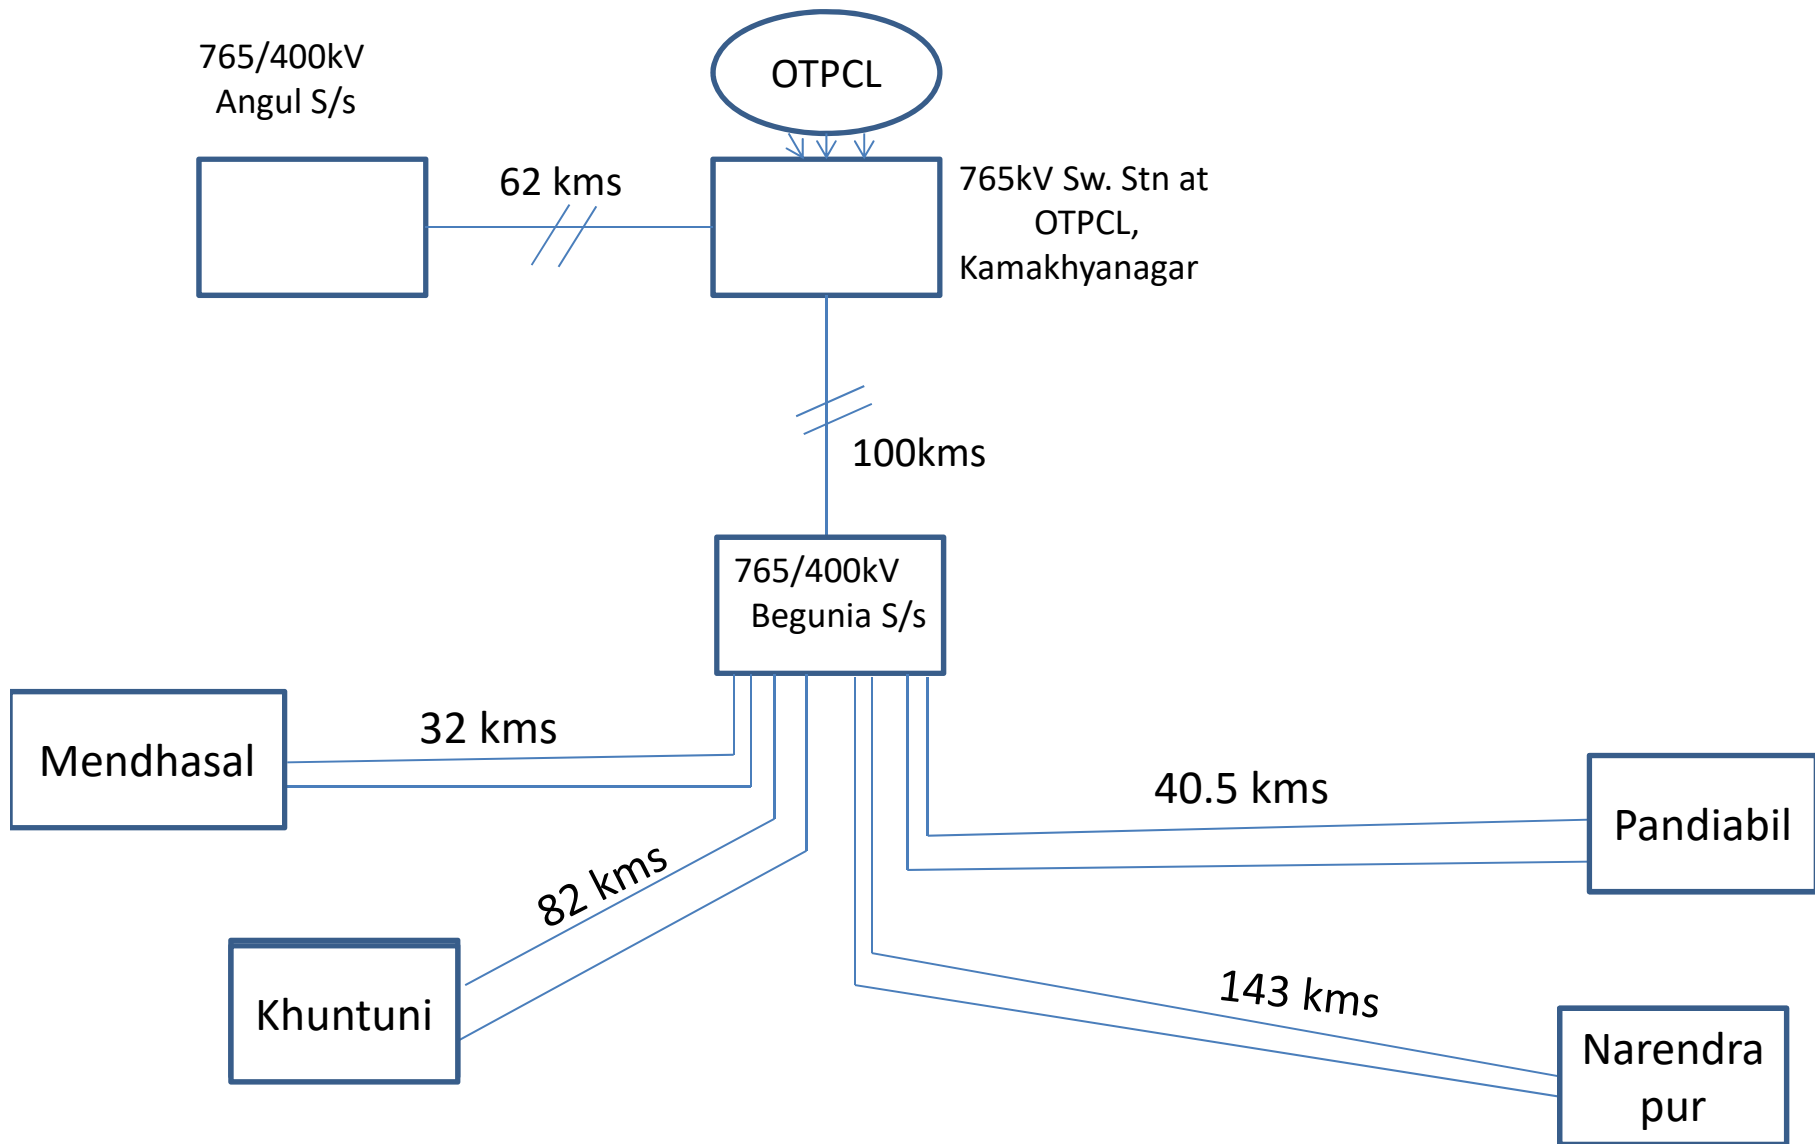 765/400kV
Angul S/s
OTPCL
62 kms
765kV Sw. Stn at
OTPCL,
Kamakhyanagar
100kms
765/400kV
Begunia S/s
Mendhasal
32 kms
40.5 kms
Pandiabil
82 kms
Khuntuni
143 kms
Narendra
pur